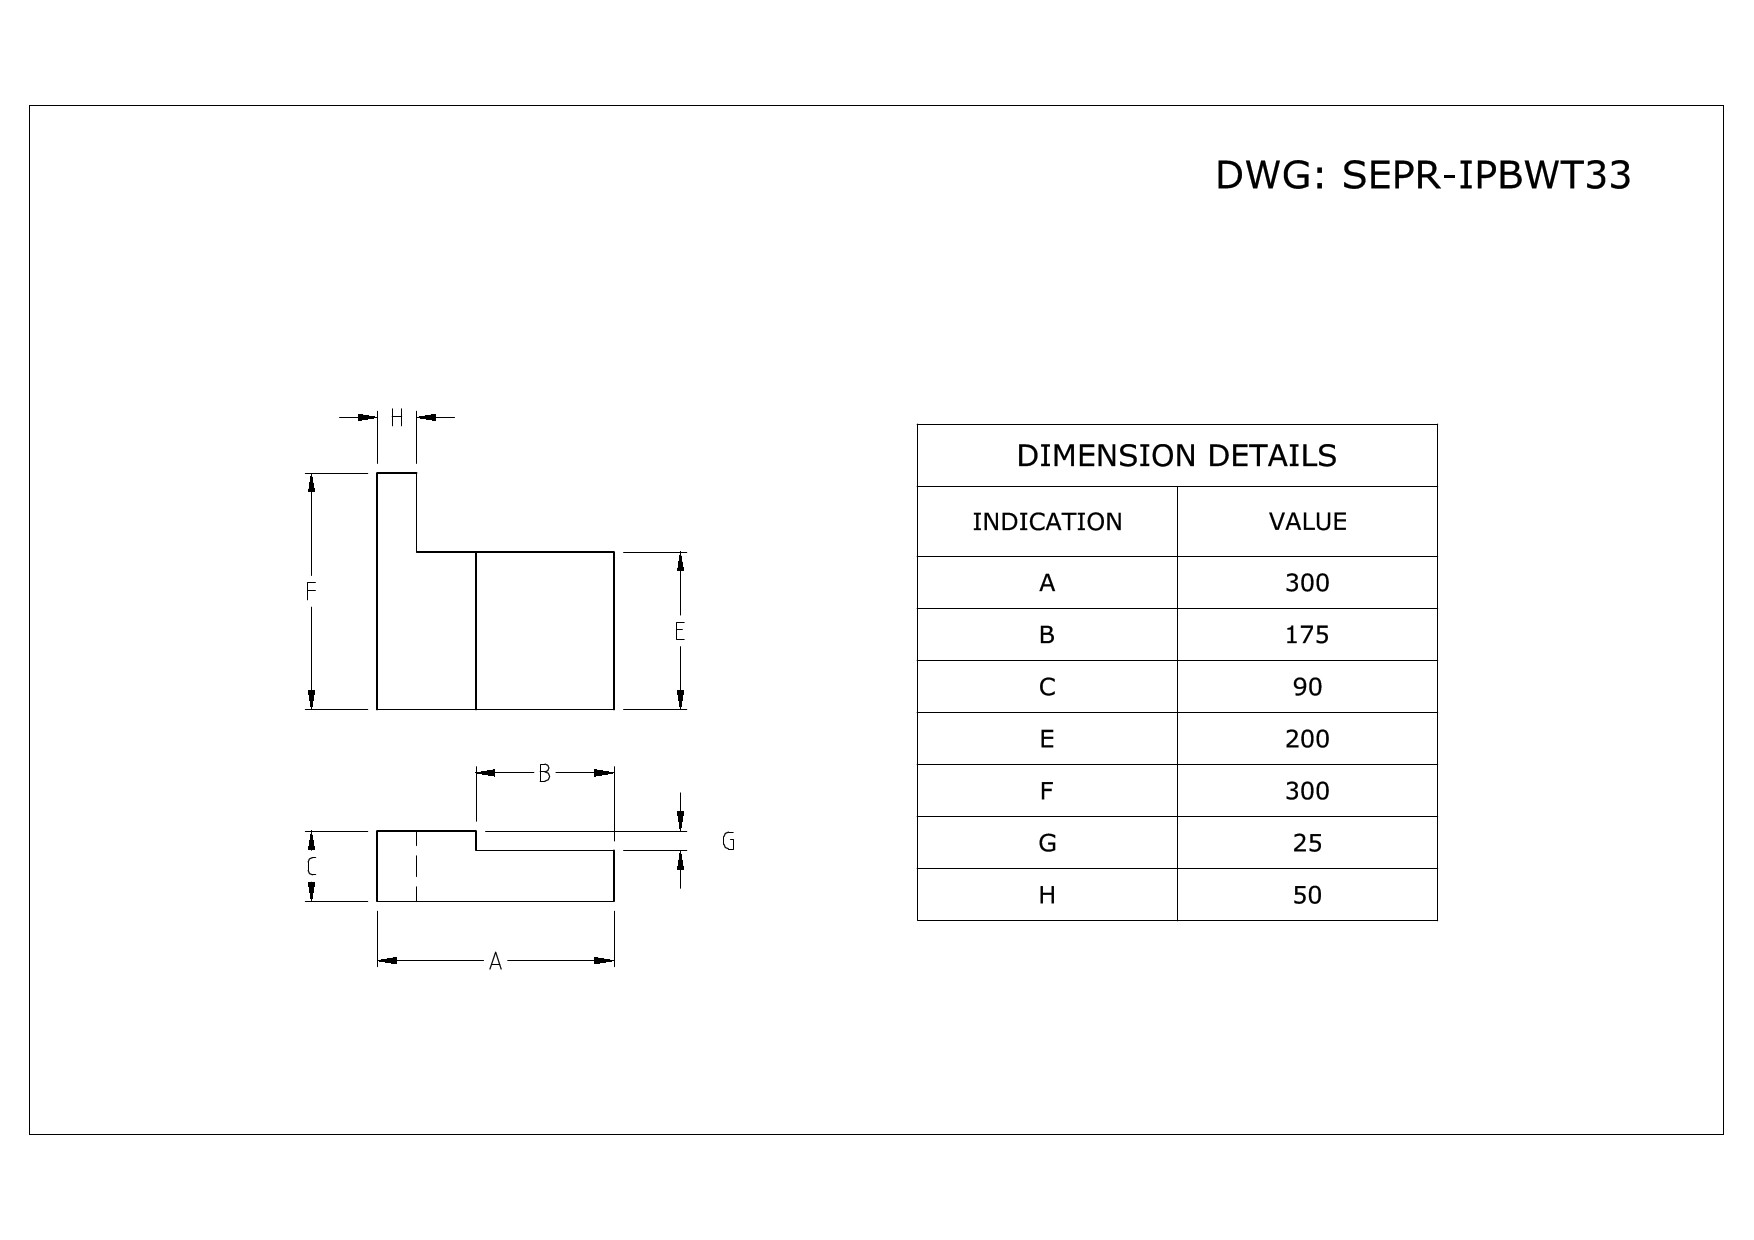 DWG: SEPR-IPBWT33
H
F
E
B
G
C
A
DIMENSION DETAILS
INDICATION VALUE
A 300
B 175
C 90
E 200
F 300
G 25
H 50